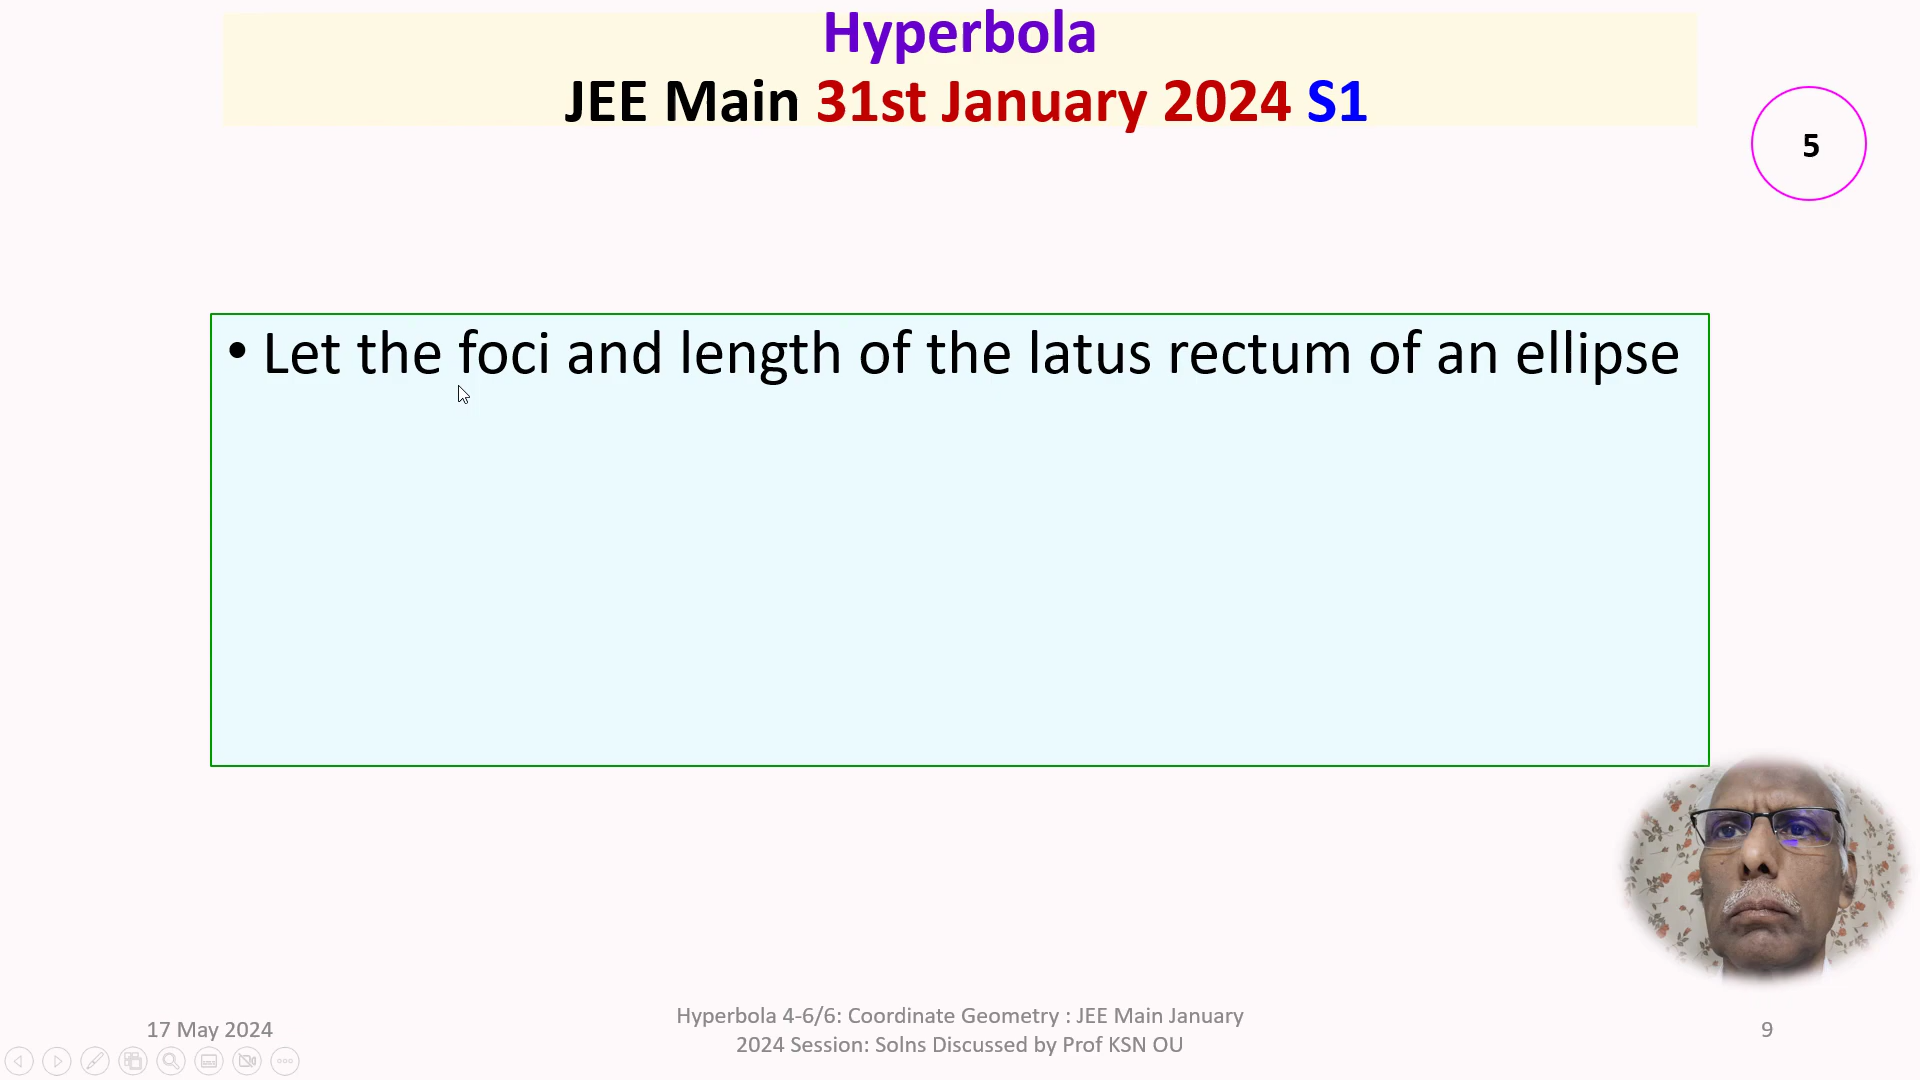 Hyperbola
JEE Main 31st January 2024 S1
5
• Let the foci and length of the latus rectum of an ellipse
17 May 2024
Hyperbola 4-6/6: Coordinate Geometry : JEE Main January
2024 Session: Solns Discussed by Prof KSN OU
9